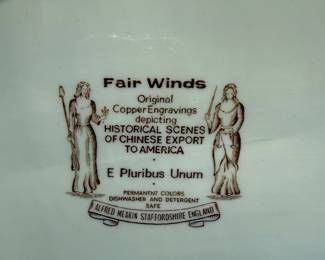 Fair Winds
Original
Copper Engravings
depicting
HISTORICAL SCENES
OF CHINESE EXPORT
TO AMERICA
E Pluribus Unum
PERMANENT COLORS
DISHWASHER AND DETERGENT
SAFE
ALFRED MEAKIN STAFFORDSHIRE ENGLAND